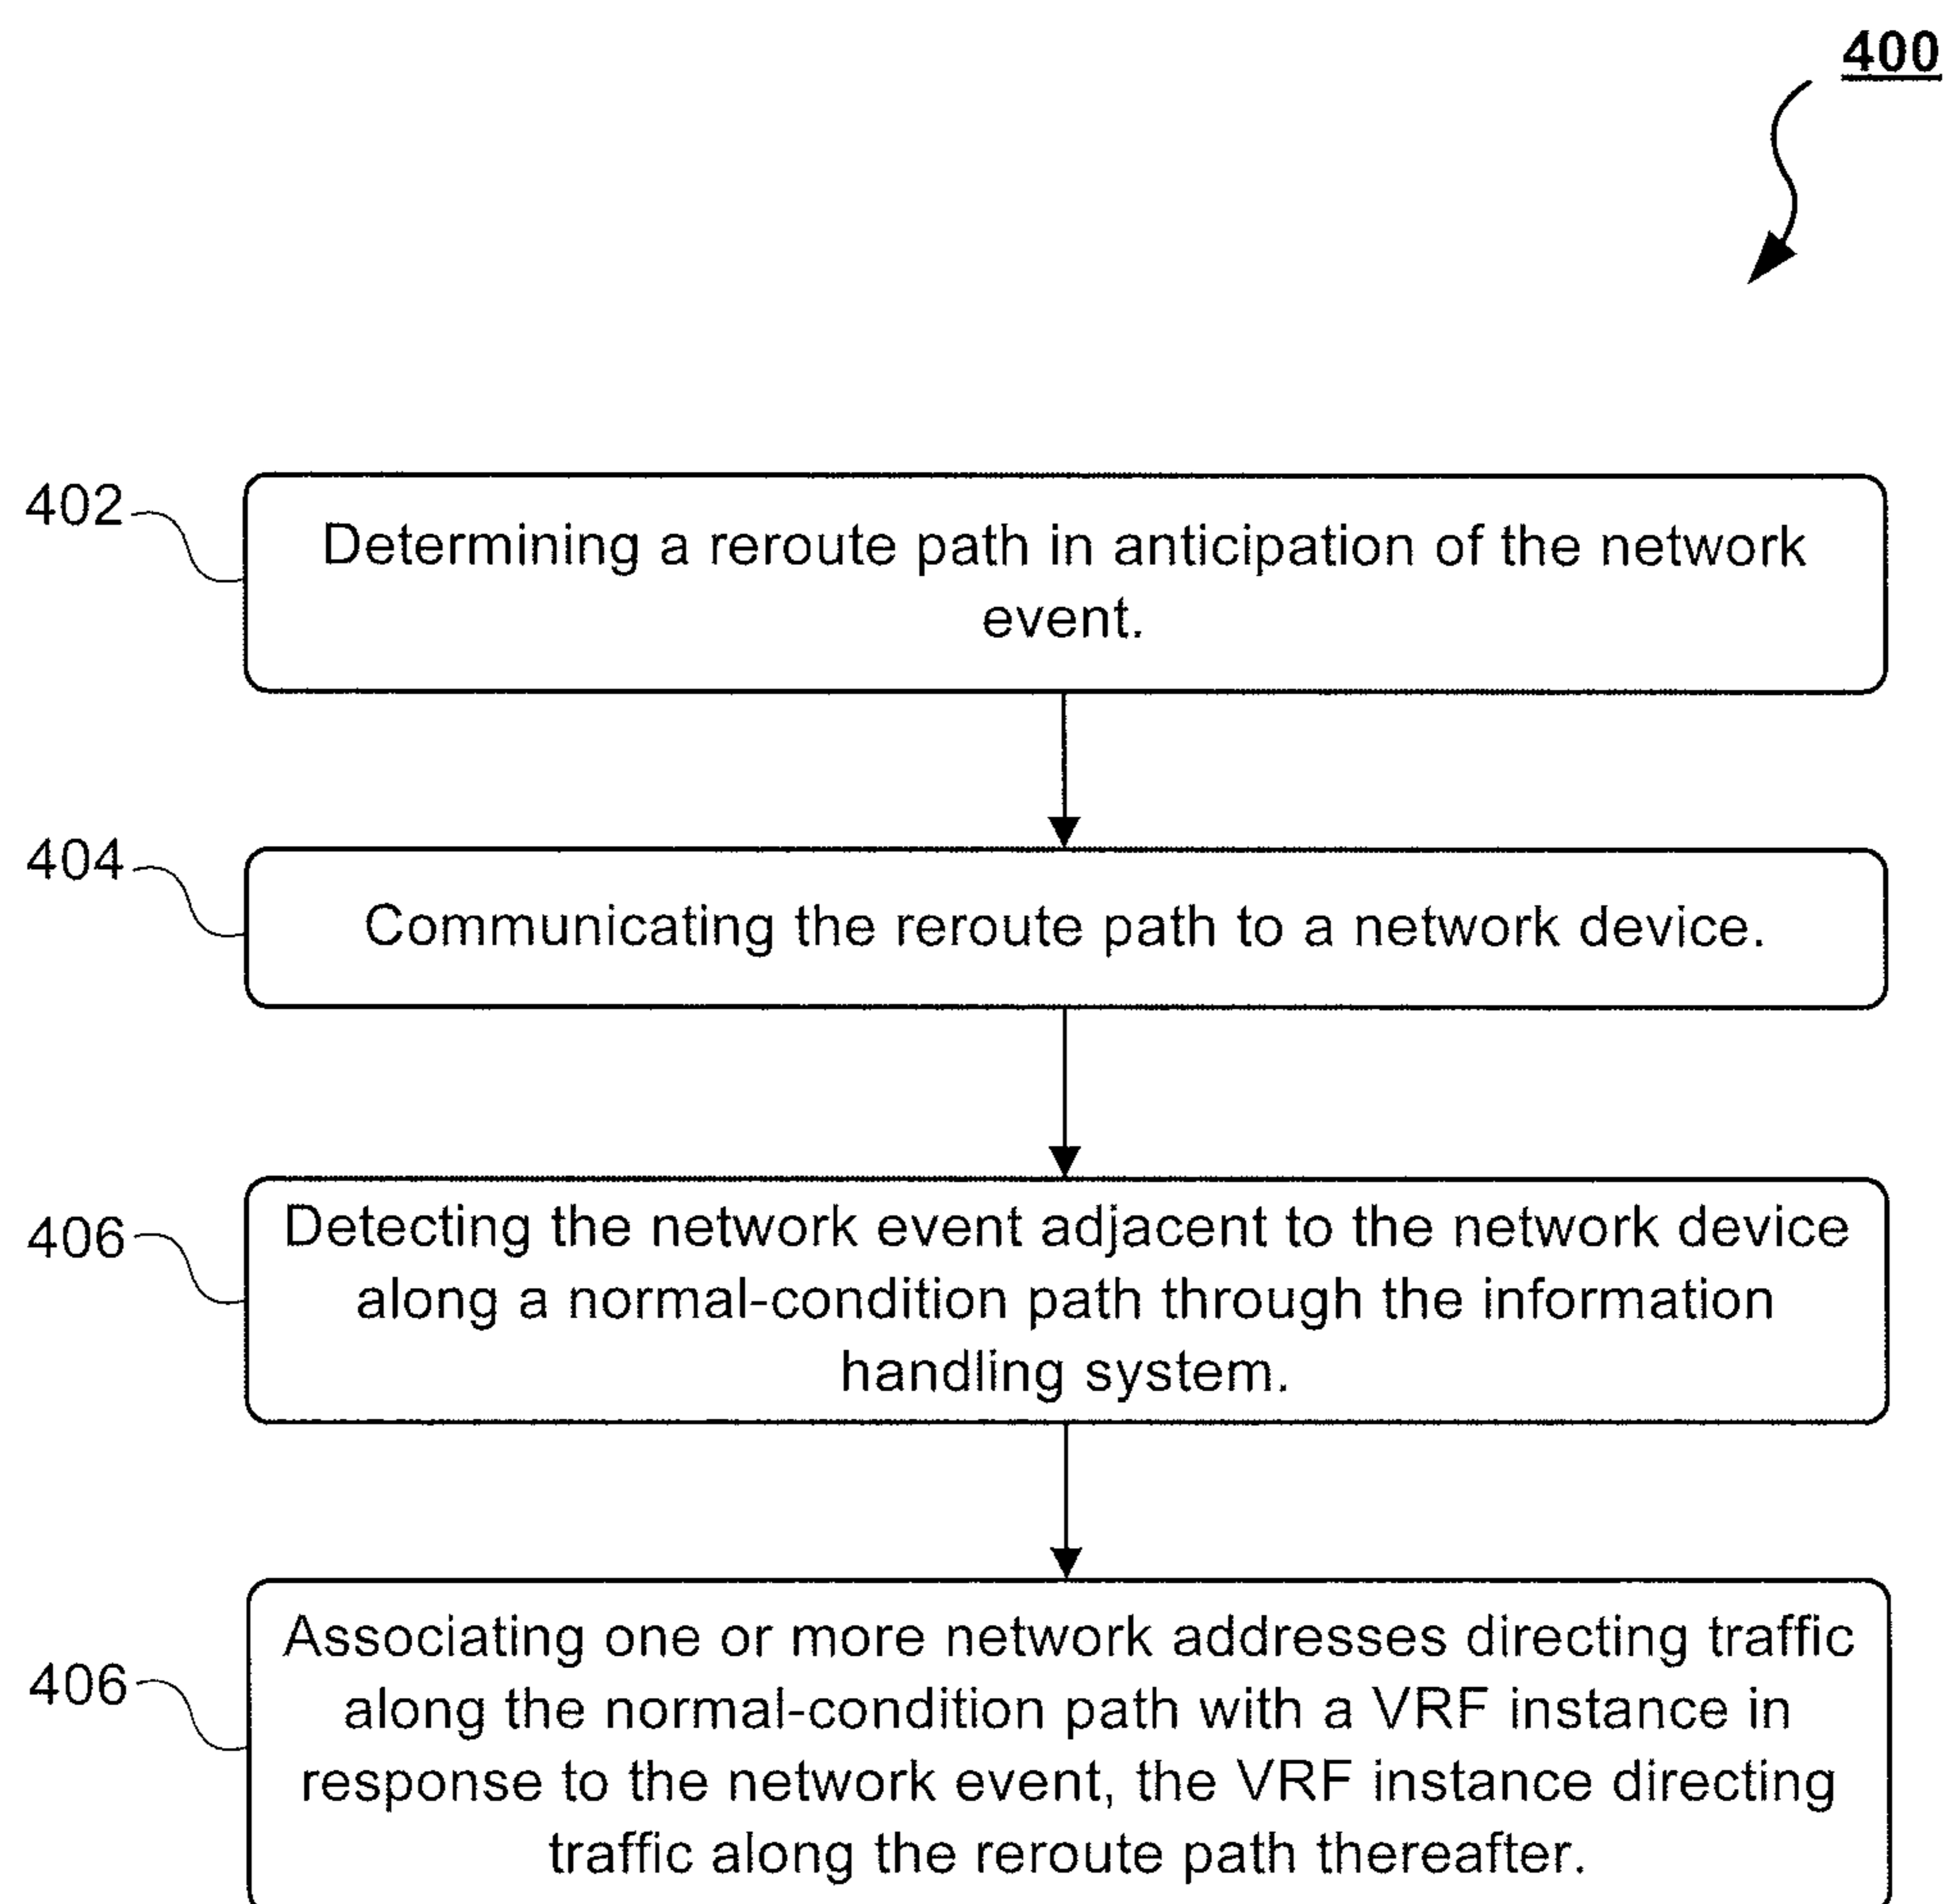 400
402
Determining a reroute path in anticipation of the network
event.
404
Communicating the reroute path to a network device.
406
Detecting the network event adjacent to the network device
along a normal-condition path through the information
handling system.
406
Associating one or more network addresses directing traffic
along the normal-condition path with a VRF instance in
response to the network event, the VRF instance directing
traffic along the reroute path thereafter.